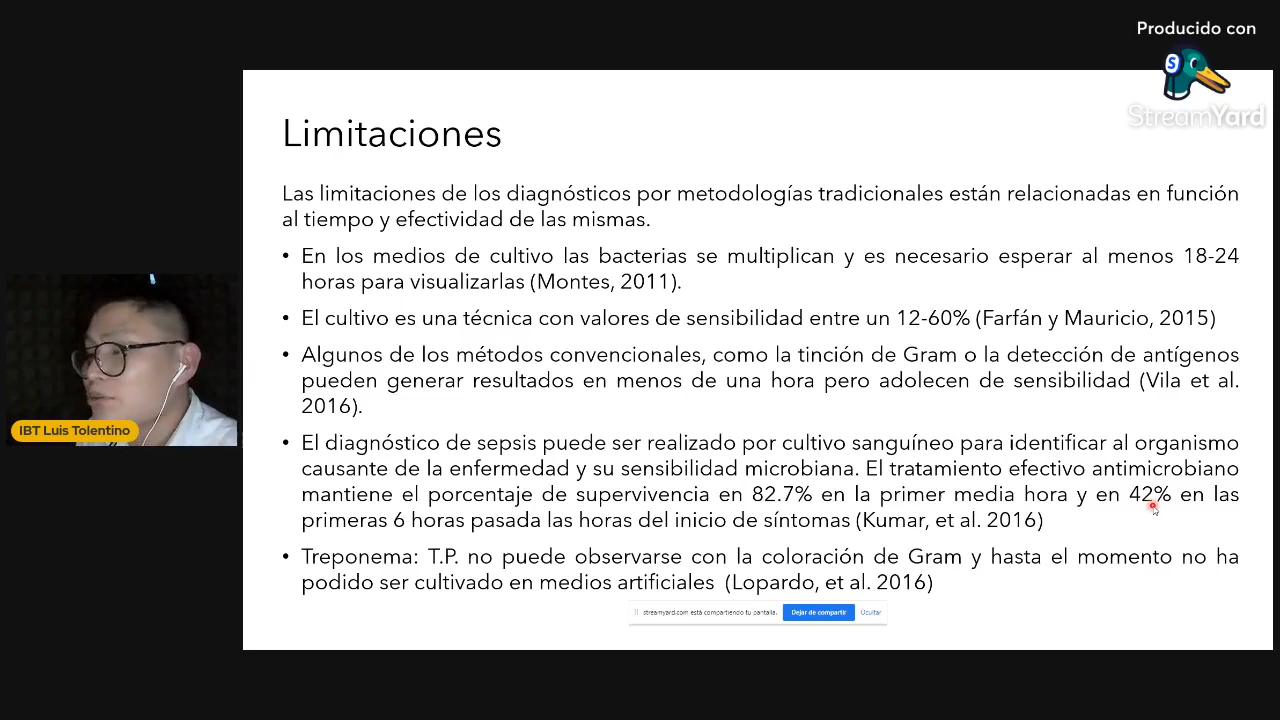 Producido con
StreamYard
Limitaciones
Las limitaciones de los diagnósticos por metodologías tradicionales están relacionadas en función
al tiempo y efectividad de las mismas.
• En los medios de cultivo las bacterias se multiplican y es necesario esperar al menos 18-24
horas para visualizarlas (Montes, 2011).
• El cultivo es una técnica con valores de sensibilidad entre un 12-60% (Farfán y Mauricio, 2015)
• Algunos de los métodos convencionales, como la tinción de Gram o la detección de antígenos
pueden generar resultados en menos de una hora pero adolecen de sensibilidad (Vila et al.
2016).
IBT Luis Tolentino
• El diagnóstico de sepsis puede ser realizado por cultivo sanguíneo para identificar al organismo
causante de la enfermedad y su sensibilidad microbiana. El tratamiento efectivo antimicrobiano
mantiene el porcentaje de supervivencia en 82.7% en la primer media hora y en 42% en las
primeras 6 horas pasada las horas del inicio de síntomas (Kumar, et al. 2016)
• Treponema: T.P. no puede observarse con la coloración de Gram y hasta el momento no ha
podido ser cultivado en medios artificiales (Lopardo, et al. 2016)
streamyard.com está compartiendo tu pantalla. Dejar de compartir Ocultar